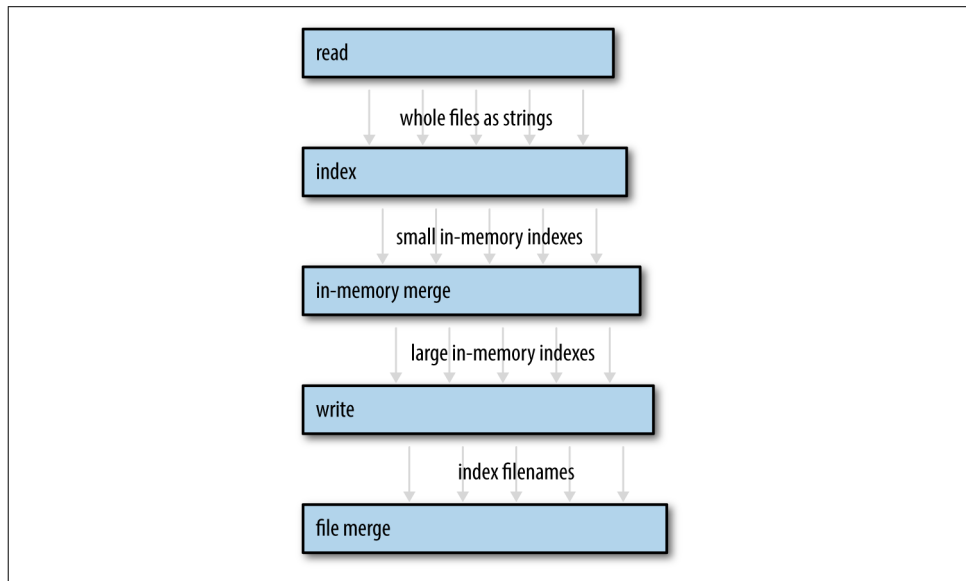 read
whole files as strings
index
small in-memory indexes
in-memory merge
large in-memory indexes
write
index filenames
file merge